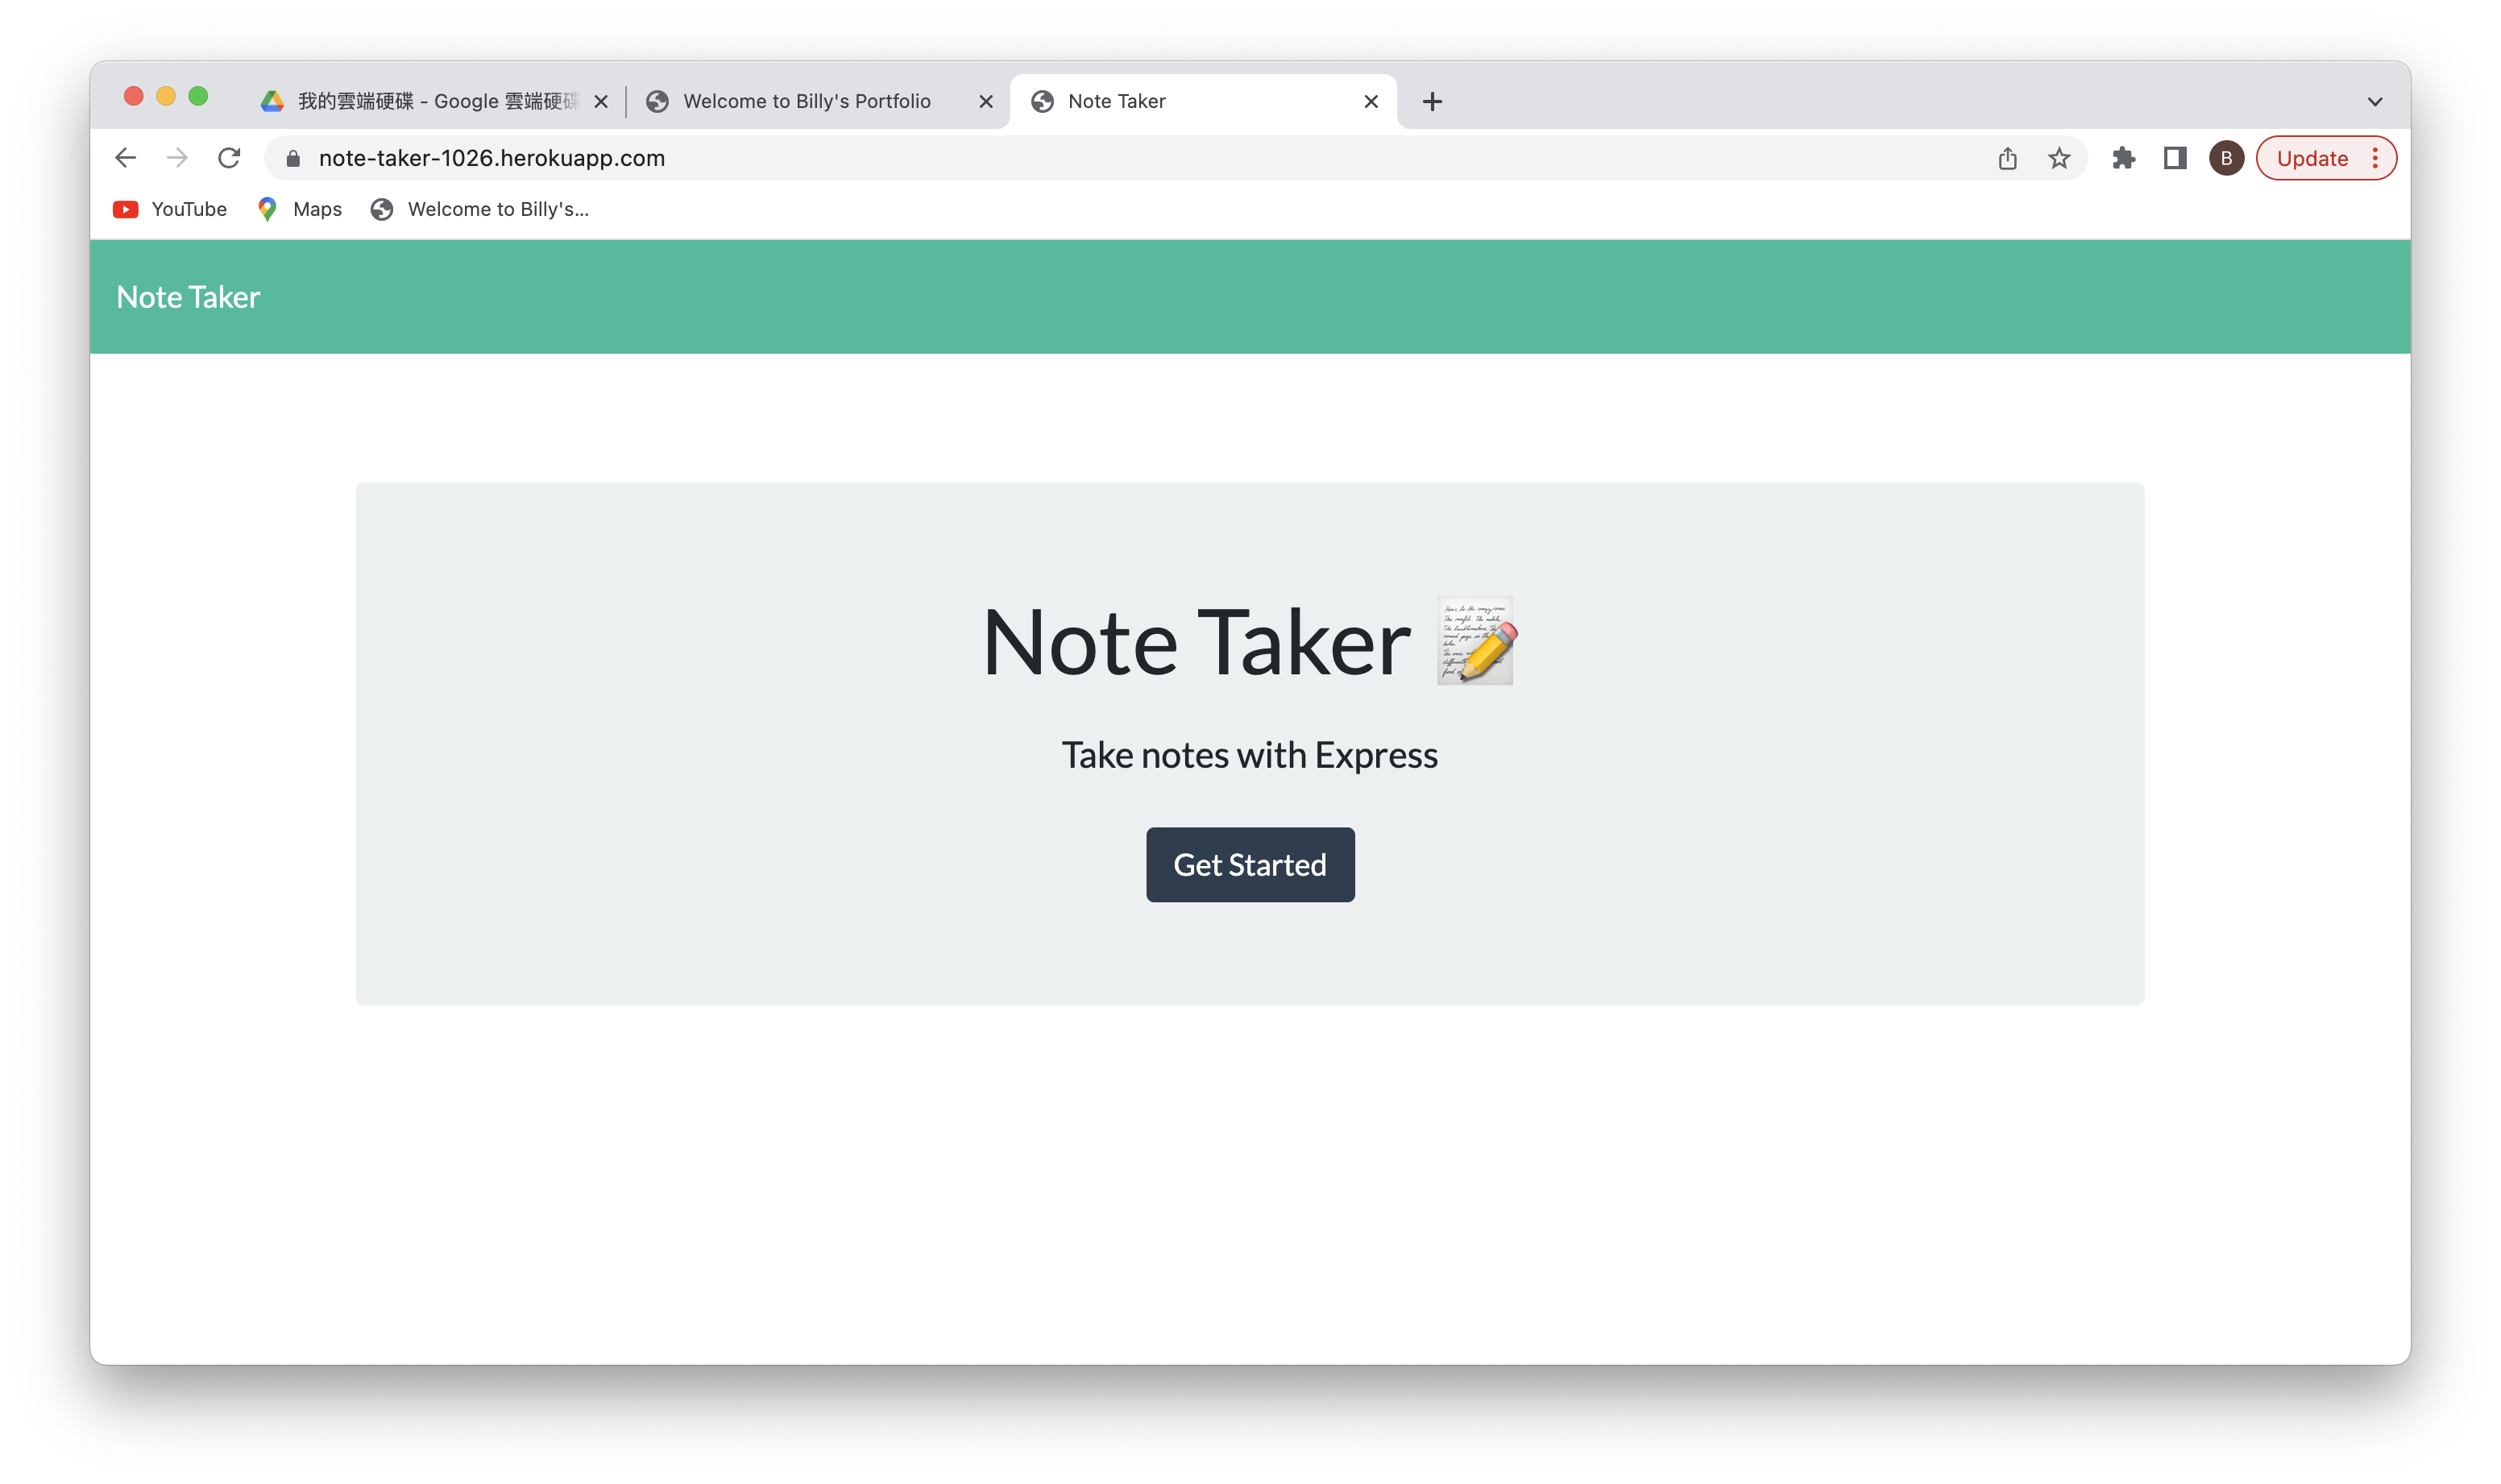 我的雲端硬碟 - Google 雲端硬碟
Welcome to Billy's Portfolio
Note Taker
note-taker-1026.herokuapp.com
B
Update
YouTube
Maps
Welcome to Billy's...
Note Taker
Note Taker
Take notes with Express
Get Started